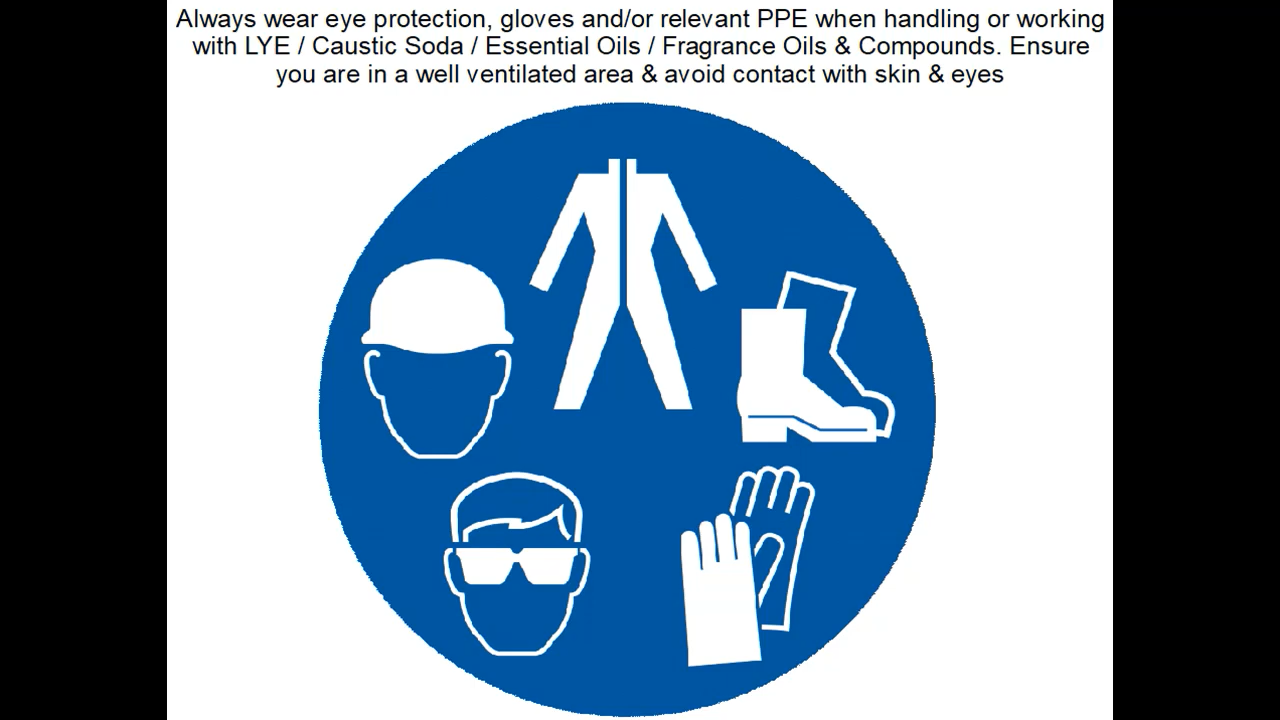 Always wear eye protection, gloves and/or relevant PPE when handling or working
with LYE / Caustic Soda / Essential Oils / Fragrance Oils & Compounds. Ensure
you are in a well ventilated area & avoid contact with skin & eyes